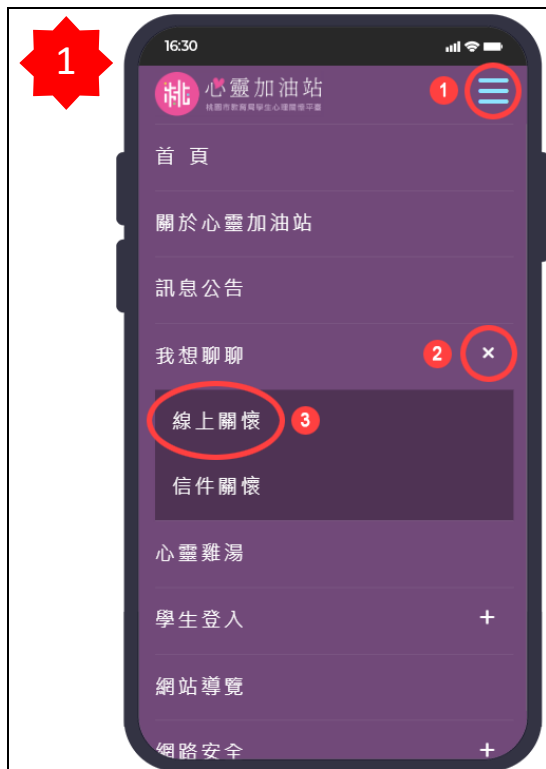 1
16:30
桃 心靈加油站
桃園市教育局學生心理關懷平臺
1
首 頁
關於心靈加油站
訊息公告
我想聊聊 2 ×
線上關懷 3
信件關懷
心靈雞湯
學生登入 +
網站導覽
網路安全 +